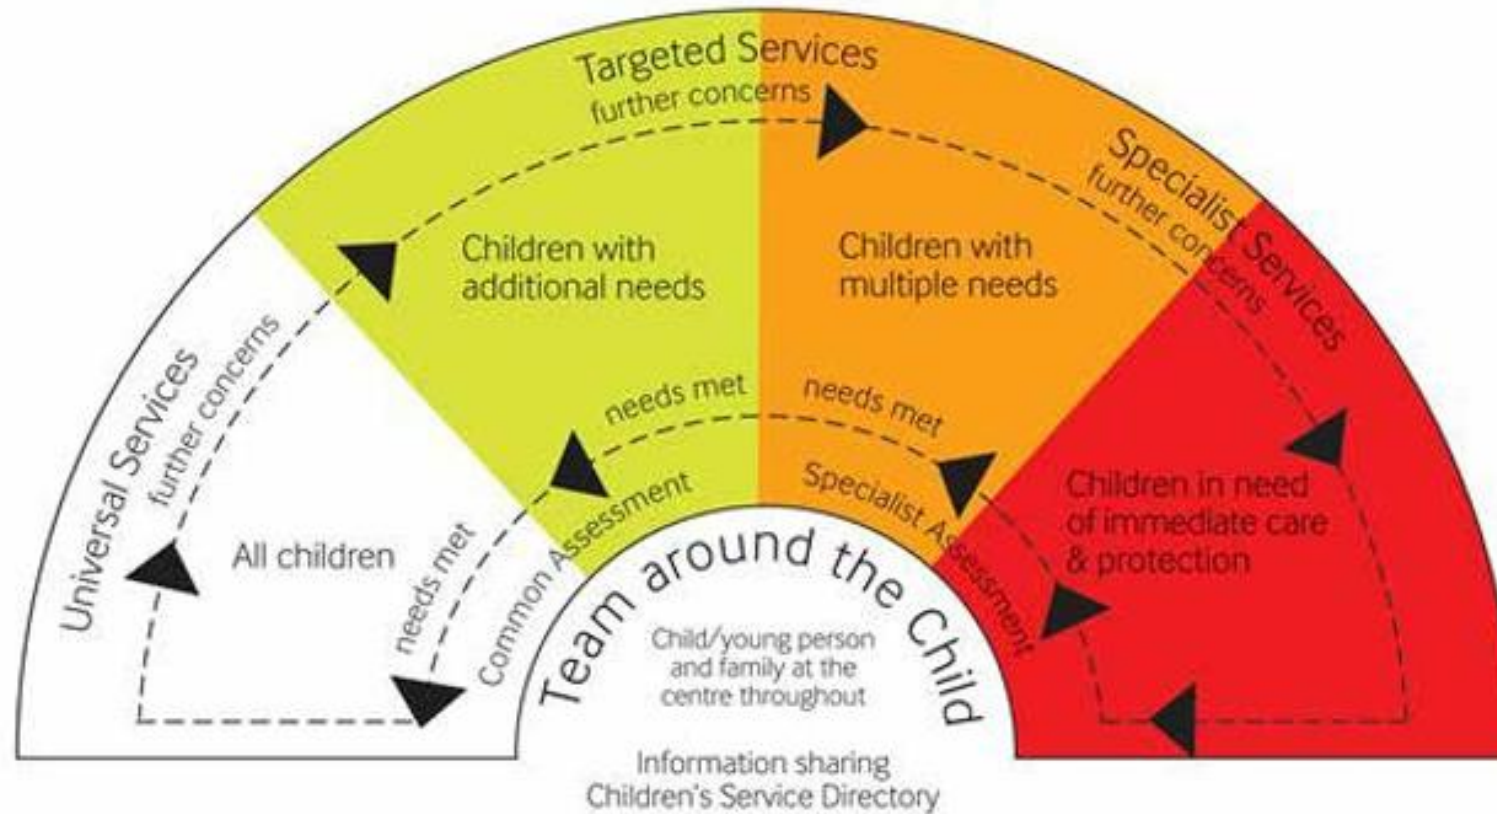 Targeted Services
further concerns
Specialist Services
further concerns
Universal Services
further concerns
Children with
additional needs
Children with
multiple needs
All children
needs met
needs met
needs met
Common Assessment
Specialist Assessment
Children in need
of immediate care
& protection
Team around the Child
Child/young person
and family at the
centre throughout
Information sharing
Children's Service Directory